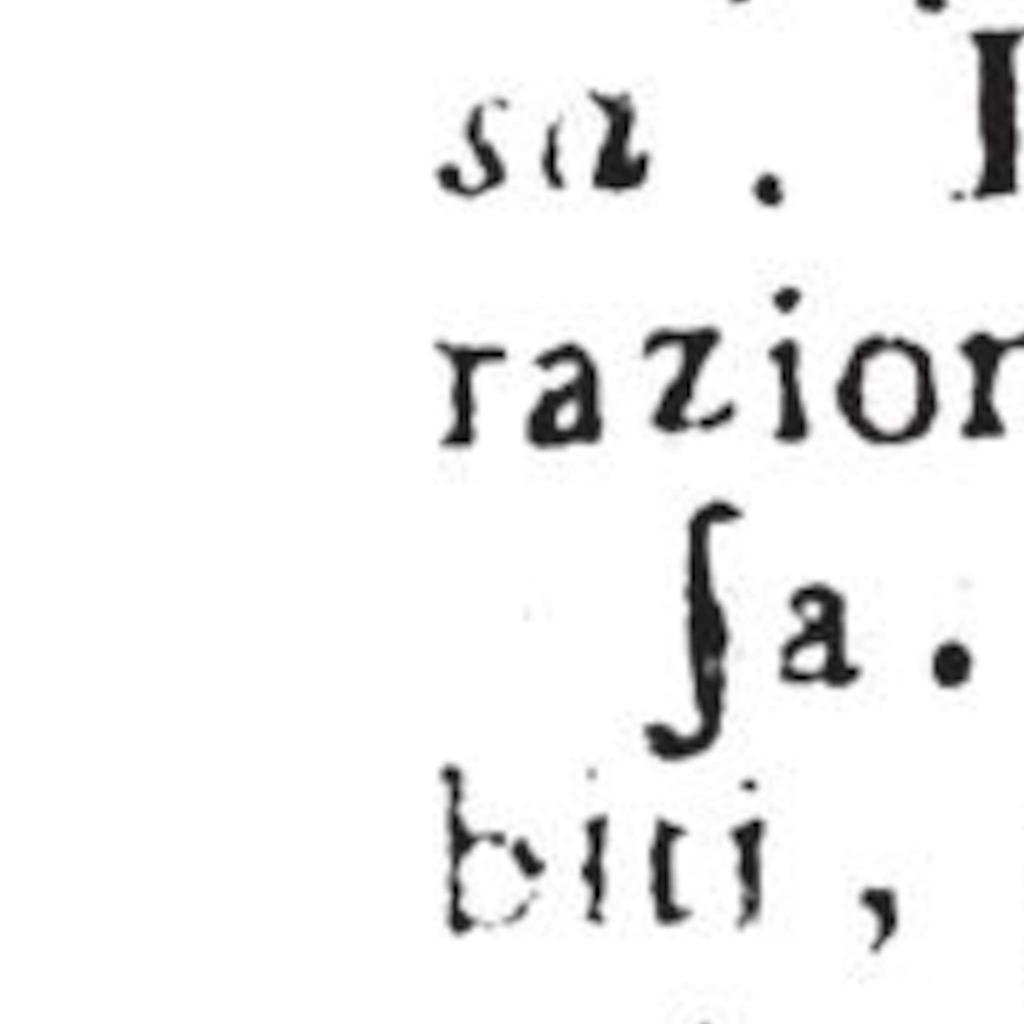 sa . I
razion
ſa .
biti ,